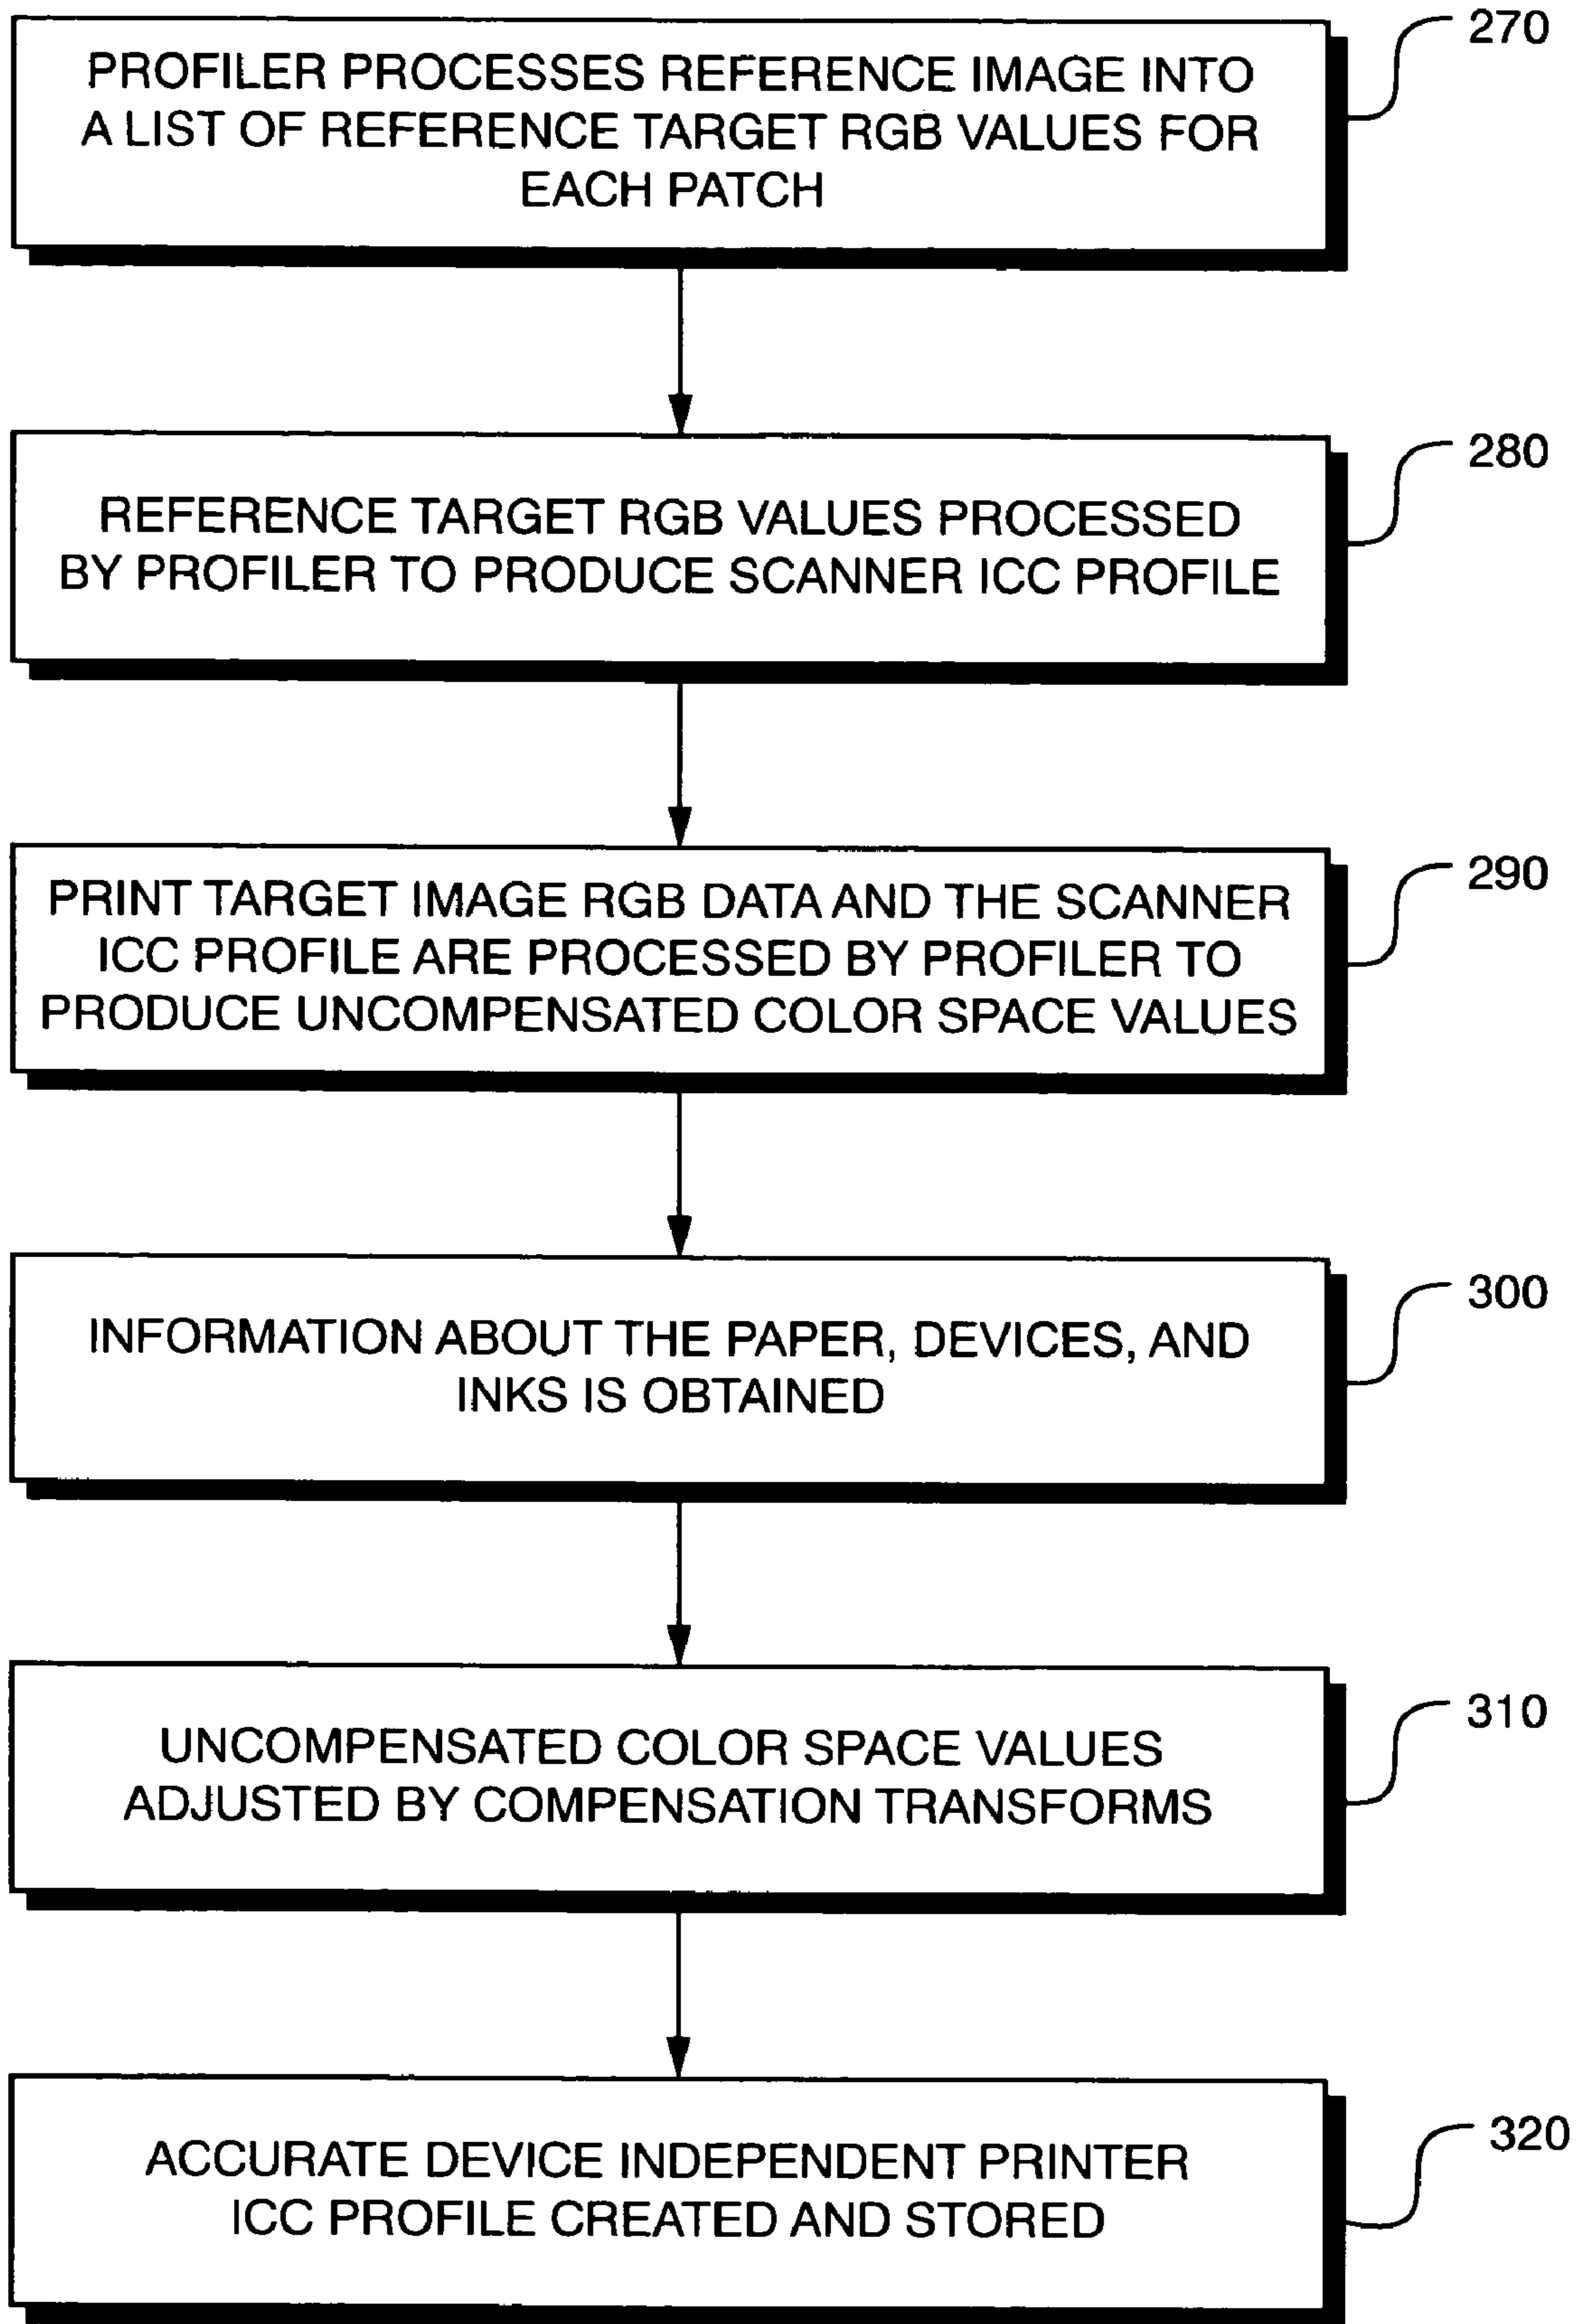 270
PROFILER PROCESSES REFERENCE IMAGE INTO
A LIST OF REFERENCE TARGET RGB VALUES FOR
EACH PATCH
280
REFERENCE TARGET RGB VALUES PROCESSED
BY PROFILER TO PRODUCE SCANNER ICC PROFILE
290
PRINT TARGET IMAGE RGB DATA AND THE SCANNER
ICC PROFILE ARE PROCESSED BY PROFILER TO
PRODUCE UNCOMPENSATED COLOR SPACE VALUES
300
INFORMATION ABOUT THE PAPER, DEVICES, AND
INKS IS OBTAINED
310
UNCOMPENSATED COLOR SPACE VALUES
ADJUSTED BY COMPENSATION TRANSFORMS
320
ACCURATE DEVICE INDEPENDENT PRINTER
ICC PROFILE CREATED AND STORED